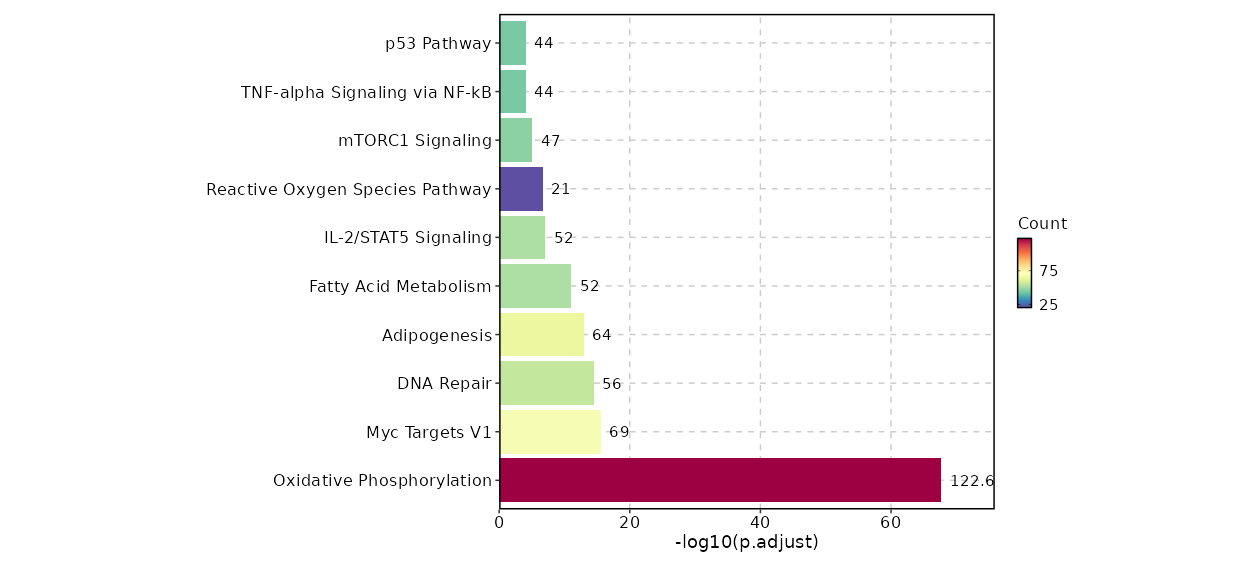 p53 Pathway 44
TNF-alpha Signaling via NF-kB 44
mTORC1 Signaling 47
Reactive Oxygen Species Pathway 21
IL-2/STAT5 Signaling 52
Fatty Acid Metabolism 52
Adipogenesis 64
DNA Repair 56
Myc Targets V1 69
Oxidative Phosphorylation 122.6
0 20 40 60
-log10(p.adjust)
Count
75
25